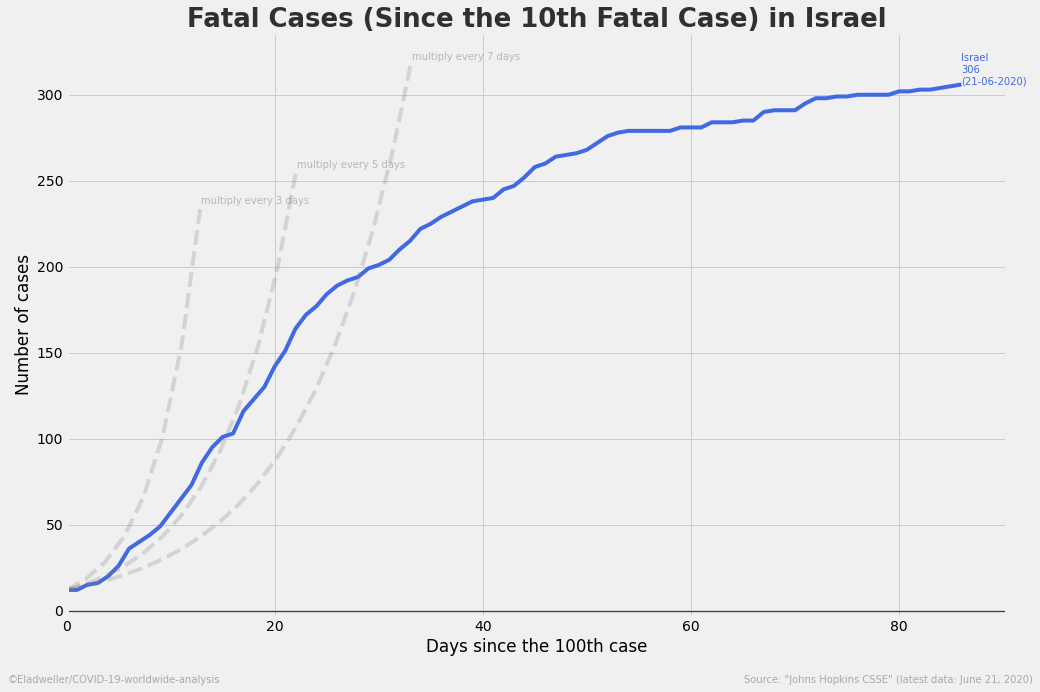 Fatal Cases (Since the 10th Fatal Case) in Israel
multiply every 7 days
Israel
306
(21-06-2020)
multiply every 5 days
multiply every 3 days
Number of cases
300
250
200
150
100
50
0
0 20 40 60 80
Days since the 100th case
©Eladweller/COVID-19-worldwide-analysis
Source: "Johns Hopkins CSSE" (latest data: June 21, 2020)